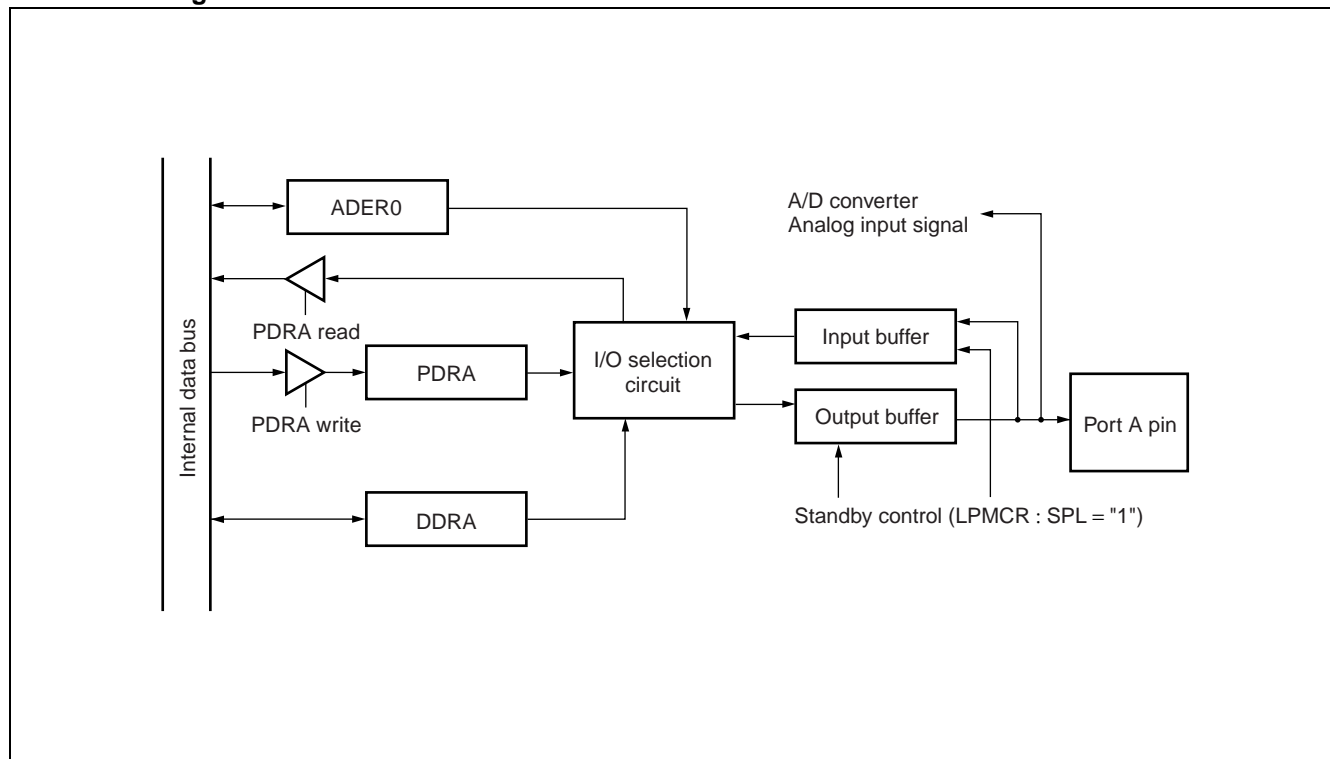 Internal data bus
ADER0
PDRA read
PDRA
PDRA write
DDRA
I/O selection
circuit
A/D converter
Analog input signal
Input buffer
Output buffer
Port A pin
Standby control (LPMCR : SPL = "1")